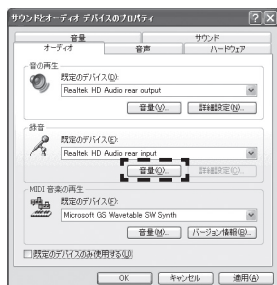 サウンドとオーディオ デバイスのプロパティ
音量 サウンド
オーディオ 音声 ハードウェア
音の再生
既定のデバイス(D):
Realtek HD Audio rear output
音量(V)... 詳細設定(N)...
録音
既定のデバイス(E):
Realtek HD Audio rear input
音量(O)... 詳細設定(C)...
MIDI 音楽の再生
既定のデバイス(F):
Microsoft GS Wavetable SW Synth
音量(M)... バージョン情報(B)...
既定のデバイスのみ使用する(U)
OK キャンセル 適用(A)